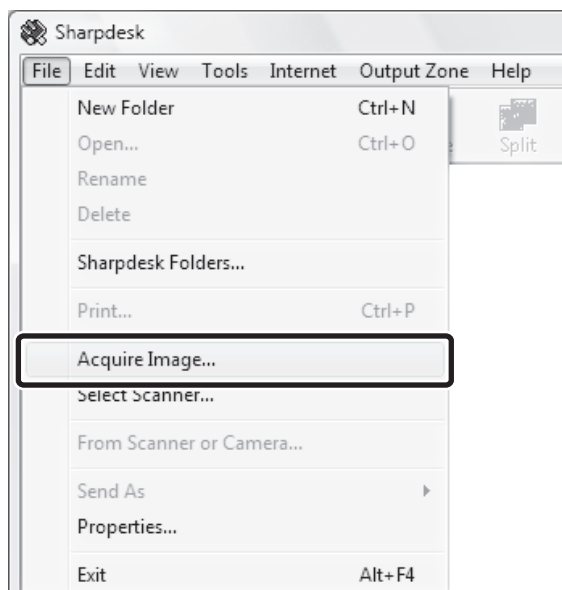 Sharpdesk
File Edit View Tools Internet Output Zone Help
New Folder Ctrl+N
Open... Ctrl+O
Split
Rename
Delete
Sharpdesk Folders...
Print... Ctrl+P
Acquire Image...
Select Scanner...
From Scanner or Camera...
Send As
Properties...
Exit Alt+F4